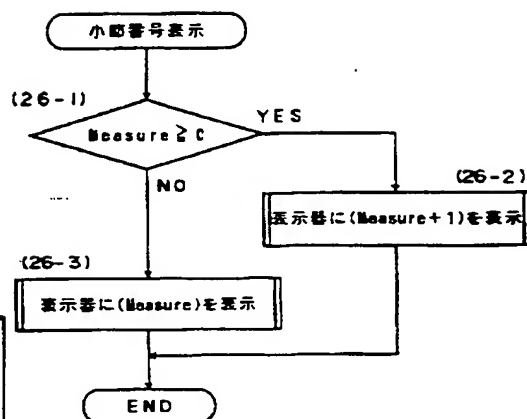 小節番号表示
(26-1)
Measure≧0
YES
NO
(26-2)
表示器に(Measure+1)を表示
(26-3)
表示器に(Measure)を表示
END